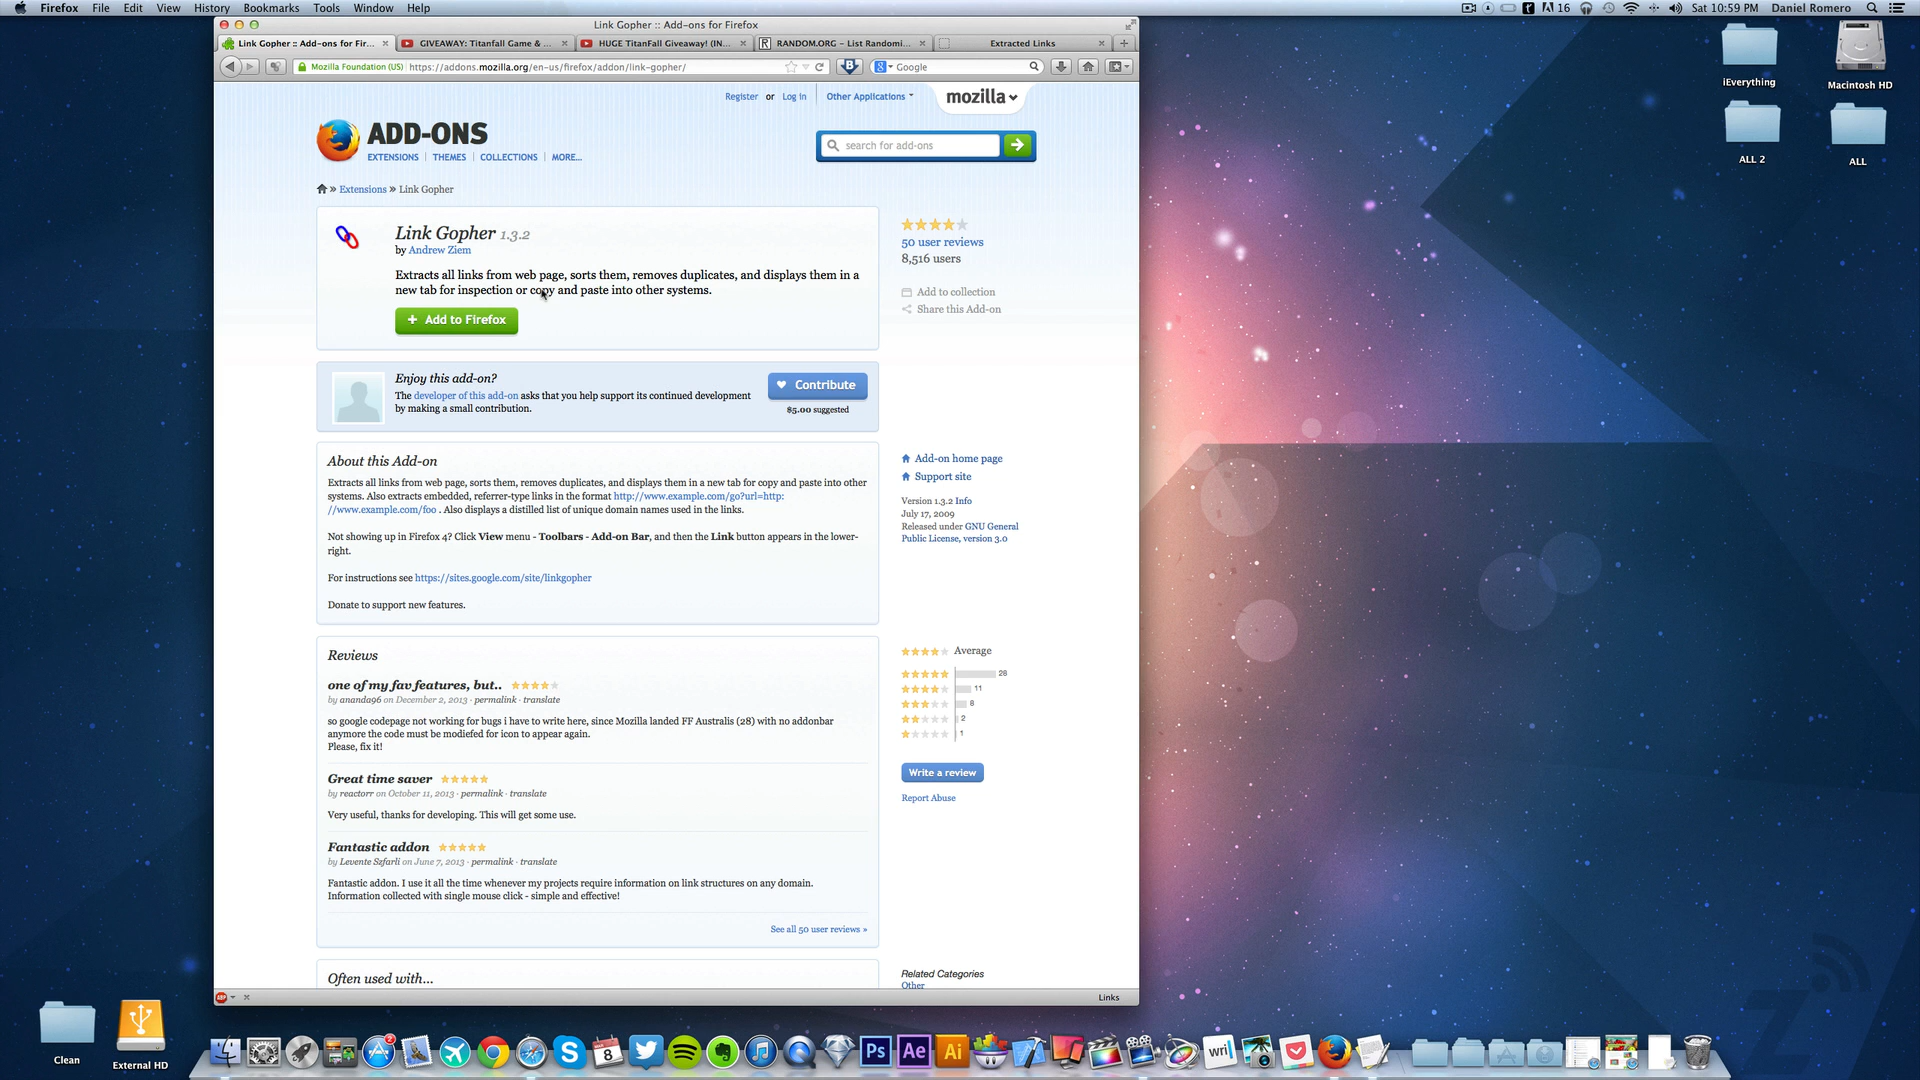 Firefox File Edit View History Bookmarks Tools Window Help
16 Sat 10:59 PM Daniel Romero
Link Gopher :: Add-ons for Firefox
Link Gopher :: Add-ons for Fir...
GIVEAWAY: Titanfall Game & ...
HUGE TitanFall Giveaway! (IN...
RANDOM.ORG - List Randomi...
Extracted Links
Mozilla Foundation (US) https://addons.mozilla.org/en-us/firefox/addon/link-gopher/
Google
Register or Log in Other Applications
mozilla
ADD-ONS
EXTENSIONS THEMES COLLECTIONS MORE...
search for add-ons
» Extensions » Link Gopher
Link Gopher 1.3.2
by Andrew Ziem
Extracts all links from web page, sorts them, removes duplicates, and displays them in a
new tab for inspection or copy and paste into other systems.
+ Add to Firefox
50 user reviews
8,516 users
Add to collection
Share this Add-on
Enjoy this add-on?
The developer of this add-on asks that you help support its continued development
by making a small contribution.
Contribute
$5.00 suggested
About this Add-on
Extracts all links from web page, sorts them, removes duplicates, and displays them in a new tab for copy and paste into other
systems. Also extracts embedded, referrer-type links in the format http://www.example.com/go?url=http:
//www.example.com/foo . Also displays a distilled list of unique domain names used in the links.
Not showing up in Firefox 4? Click View menu - Toolbars - Add-on Bar, and then the Link button appears in the lower-
right.
For instructions see https://sites.google.com/site/linkgopher
Donate to support new features.
Add-on home page
Support site
Version 1.3.2 Info
July 17, 2009
Released under GNU General
Public License, version 3.0
Reviews
one of my fav features, but..
by ananda96 on December 2, 2013 · permalink · translate
so google codepage not working for bugs i have to write here, since Mozilla landed FF Australis (28) with no addonbar
anymore the code must be modiefed for icon to appear again.
Please, fix it!
Great time saver
by reactorr on October 11, 2013 · permalink · translate
Very useful, thanks for developing. This will get some use.
Fantastic addon
by Levente Szfarli on June 7, 2013 · permalink · translate
Fantastic addon. I use it all the time whenever my projects require information on link structures on any domain.
Information collected with single mouse click - simple and effective!
See all 50 user reviews »
Average
28
11
8
2
1
Write a review
Report Abuse
Often used with...
Related Categories
Other
ABP
Links
iEverything
Macintosh HD
ALL 2
ALL
Clean
External HD
2
8
Ps
Ae
Ai
wri